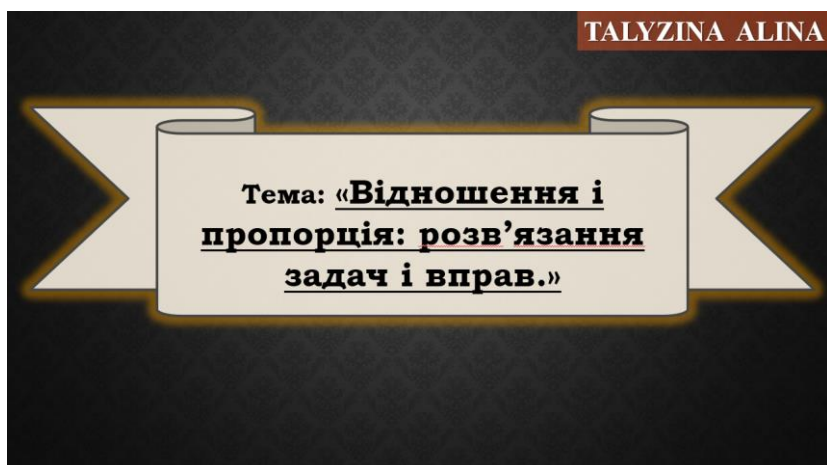 TALYZINA ALINA
Тема: «Відношення і
пропорція: розв’язання
задач і вправ.»